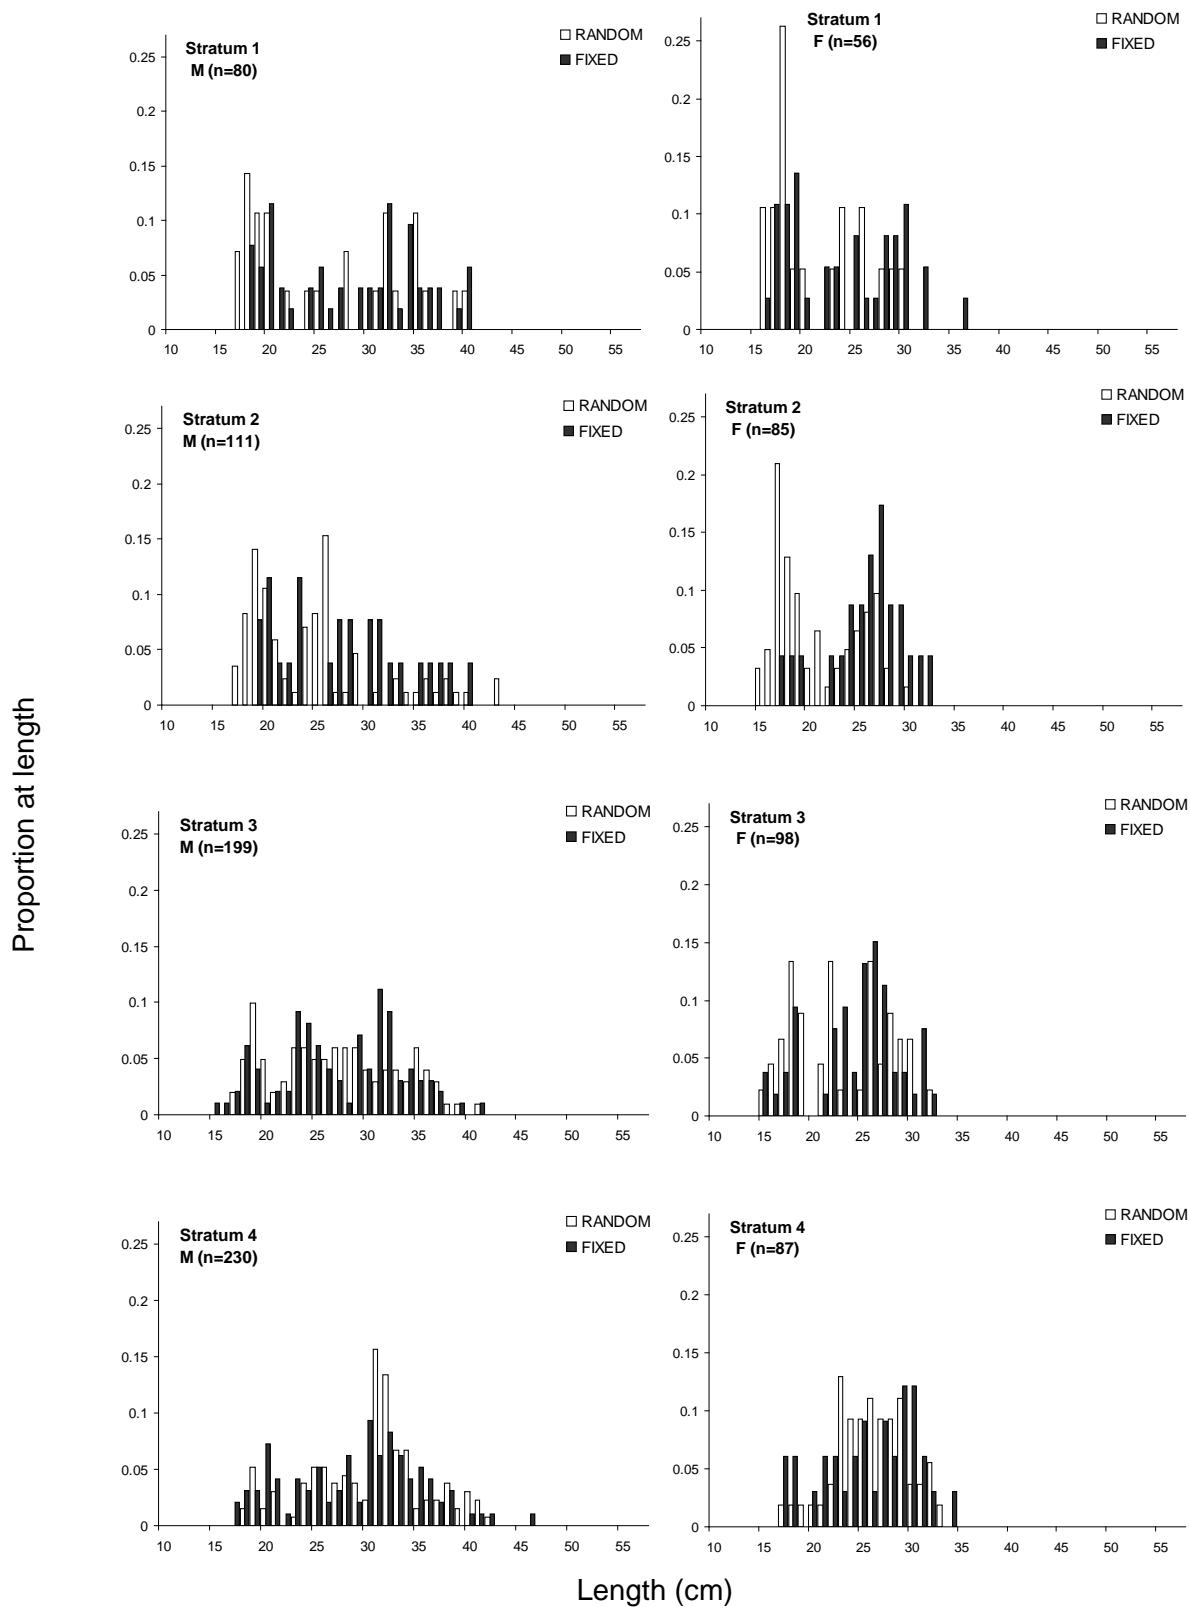 Proportion at length
Stratum 1
M (n=80)
RANDOM
FIXED
0.25
0.2
0.15
0.1
0.05
0
10 15 20 25 30 35 40 45 50 55
Stratum 1
F (n=56)
RANDOM
FIXED
0.25
0.2
0.15
0.1
0.05
0
10 15 20 25 30 35 40 45 50 55
Stratum 2
M (n=111)
RANDOM
FIXED
0.25
0.2
0.15
0.1
0.05
0
10 15 20 25 30 35 40 45 50 55
Stratum 2
F (n=85)
RANDOM
FIXED
0.25
0.2
0.15
0.1
0.05
0
10 15 20 25 30 35 40 45 50 55
Stratum 3
M (n=199)
RANDOM
FIXED
0.25
0.2
0.15
0.1
0.05
0
10 15 20 25 30 35 40 45 50 55
Stratum 3
F (n=98)
RANDOM
FIXED
0.25
0.2
0.15
0.1
0.05
0
10 15 20 25 30 35 40 45 50 55
Stratum 4
M (n=230)
RANDOM
FIXED
0.25
0.2
0.15
0.1
0.05
0
10 15 20 25 30 35 40 45 50 55
Stratum 4
F (n=87)
RANDOM
FIXED
0.25
0.2
0.15
0.1
0.05
0
10 15 20 25 30 35 40 45 50 55
Length (cm)